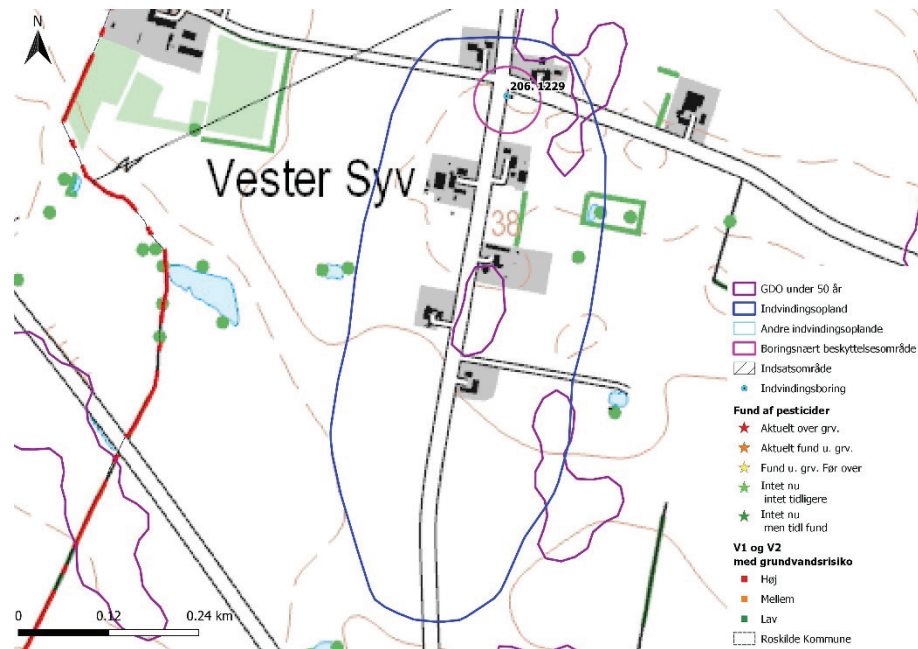 N
206. 1229
Vester Syv
38
GDO under 50 år
Indvindingsopland
Andre indvindingsoplande
Boringsnært beskyttelsesområde
Indsatsområde
Indvindingsboring
Fund af pesticider
Aktuelt over grv.
Aktuelt fund u. grv.
Fund u. grv. Før over
Intet nu
intet tidligere
Intet nu
men tidl fund
V1 og V2
med grundvandsrisiko
Høj
Mellem
Lav
Roskilde Kommune
0 0.12 0.24 km